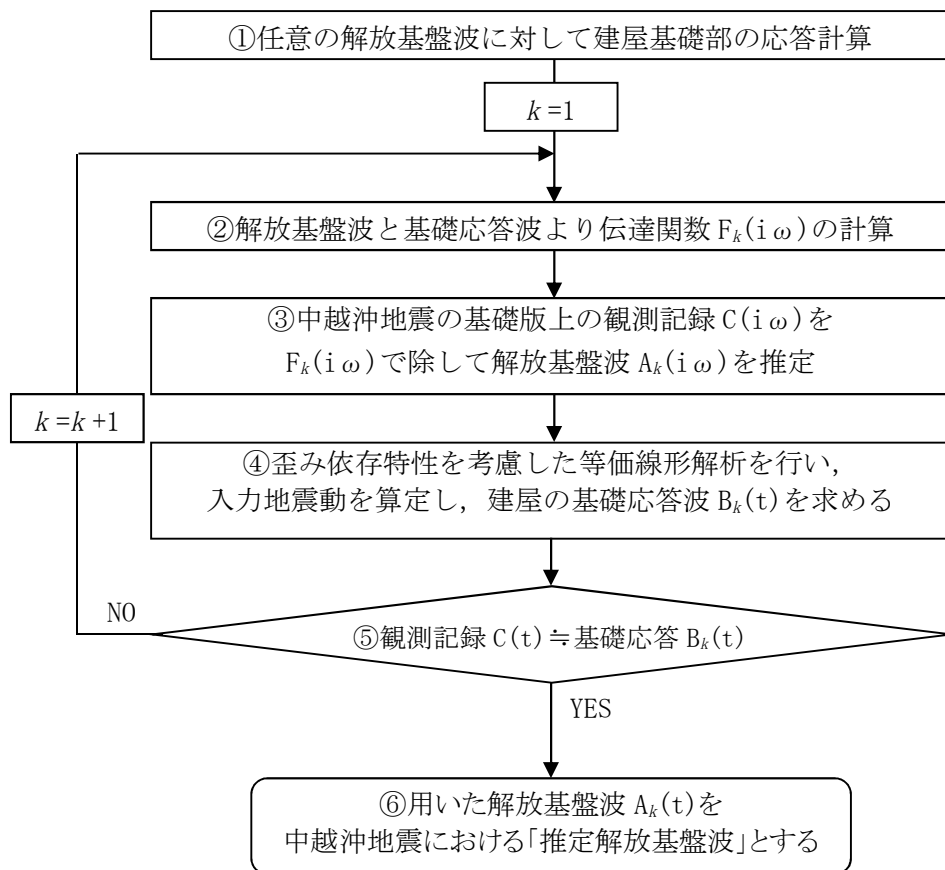 ①任意の解放基盤波に対して建屋基礎部の応答計算
k=1
②解放基盤波と基礎応答波より伝達関数 Fk(iω)の計算
③中越沖地震の基礎版上の観測記録 C(iω)を
Fk(iω)で除して解放基盤波 Ak(iω)を推定
k=k+1
④歪み依存特性を考慮した等価線形解析を行い，
入力地震動を算定し，建屋の基礎応答波 Bk(t)を求める
NO
⑤観測記録 C(t)≒基礎応答 Bk(t)
YES
⑥用いた解放基盤波 Ak(t)を
中越沖地震における「推定解放基盤波」とする